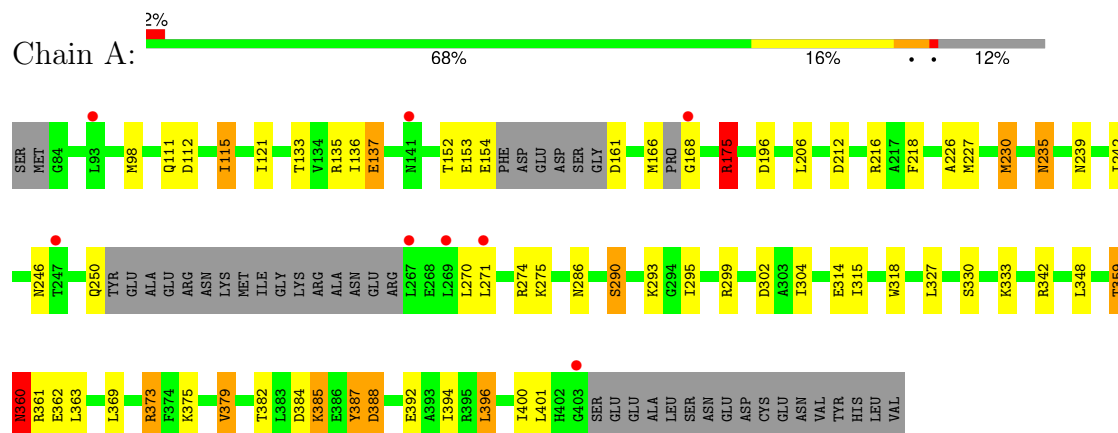 2%
Chain A:
68% 16% . . 12%
SER MET G84 L93 M98 Q111 D112 I115 I121 T133 V134 R135 I136 E137 N141 T152 E153 E154 PHE ASP GLU ASP SER GLY D161 M166 PRO G168 R175 D196 L206 D212 R216 A217 F218 A226 M227 M230 N235 N239
N246 T247 Q250 TYR GLU ALA GLU ARG ASN LYS MET ILE GLY LYS ARG ALA ASN GLU ARG L267 E268 L269 L270 L271 R274 K275 N286 S290 K293 G294 I295 R299 D302 A303 I304 E314 I315 W318 L327 S330 K333 R342 L348 T359
N360 R361 E362 L363 L369 R373 F374 K375 V379 T382 L383 D384 K385 E386 Y387 D388 E392 A393 I394 R395 L396 I400 L401 H402 G403 SER GLU GLU ALA LEU SER ASN GLU ASP CYS GLU ASN VAL TYR HIS LEU VAL